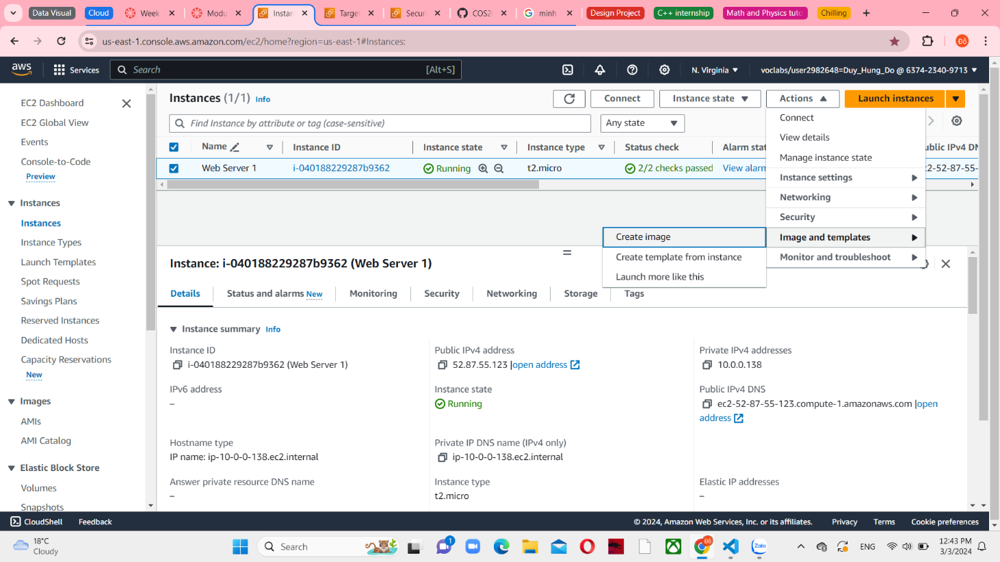 Data Visual
Cloud
Week
Modu
Instan
Target
Securi
COS20
minh
Design Project
C++ internship
Math and Physics tuto
Chilling
us-east-1.console.aws.amazon.com/ec2/home?region=us-east-1#Instances:
Đỗ
aws
Services
Search
[Alt+S]
N. Virginia
voclabs/user2982648=Duy_Hung_Do @ 6374-2340-9713
EC2 Dashboard
EC2 Global View
Events
Console-to-Code
Preview
Instances
Instances
Instance Types
Launch Templates
Spot Requests
Savings Plans
Reserved Instances
Dedicated Hosts
Capacity Reservations
New
Images
AMIs
AMI Catalog
Elastic Block Store
Volumes
Snapshots
Instances (1/1) Info
Connect
Instance state
Actions
Launch instances
Find Instance by attribute or tag (case-sensitive)
Any state
Name
Instance ID
Instance state
Instance type
Status check
Alarm stat
ublic IPv4 DN
Web Server 1
i-040188229287b9362
Running
t2.micro
2/2 checks passed
View alarm
c2-52-87-55-
Connect
View details
Manage instance state
Instance settings
Networking
Security
Image and templates
Monitor and troubleshoot
Create image
Create template from instance
Launch more like this
Instance: i-040188229287b9362 (Web Server 1)
Details
Status and alarms New
Monitoring
Security
Networking
Storage
Tags
Instance summary Info
Instance ID
i-040188229287b9362 (Web Server 1)
Public IPv4 address
52.87.55.123 |open address
Private IPv4 addresses
10.0.0.138
IPv6 address
–
Instance state
Running
Public IPv4 DNS
ec2-52-87-55-123.compute-1.amazonaws.com |open
address
Hostname type
IP name: ip-10-0-0-138.ec2.internal
Private IP DNS name (IPv4 only)
ip-10-0-0-138.ec2.internal
Answer private resource DNS name
–
Instance type
t2.micro
Elastic IP addresses
–
CloudShell
Feedback
© 2024, Amazon Web Services, Inc. or its affiliates.
Privacy
Terms
Cookie preferences
18°C
Cloudy
Search
1
Đỗ
Zalo
ENG
12:43 PM
3/3/2024